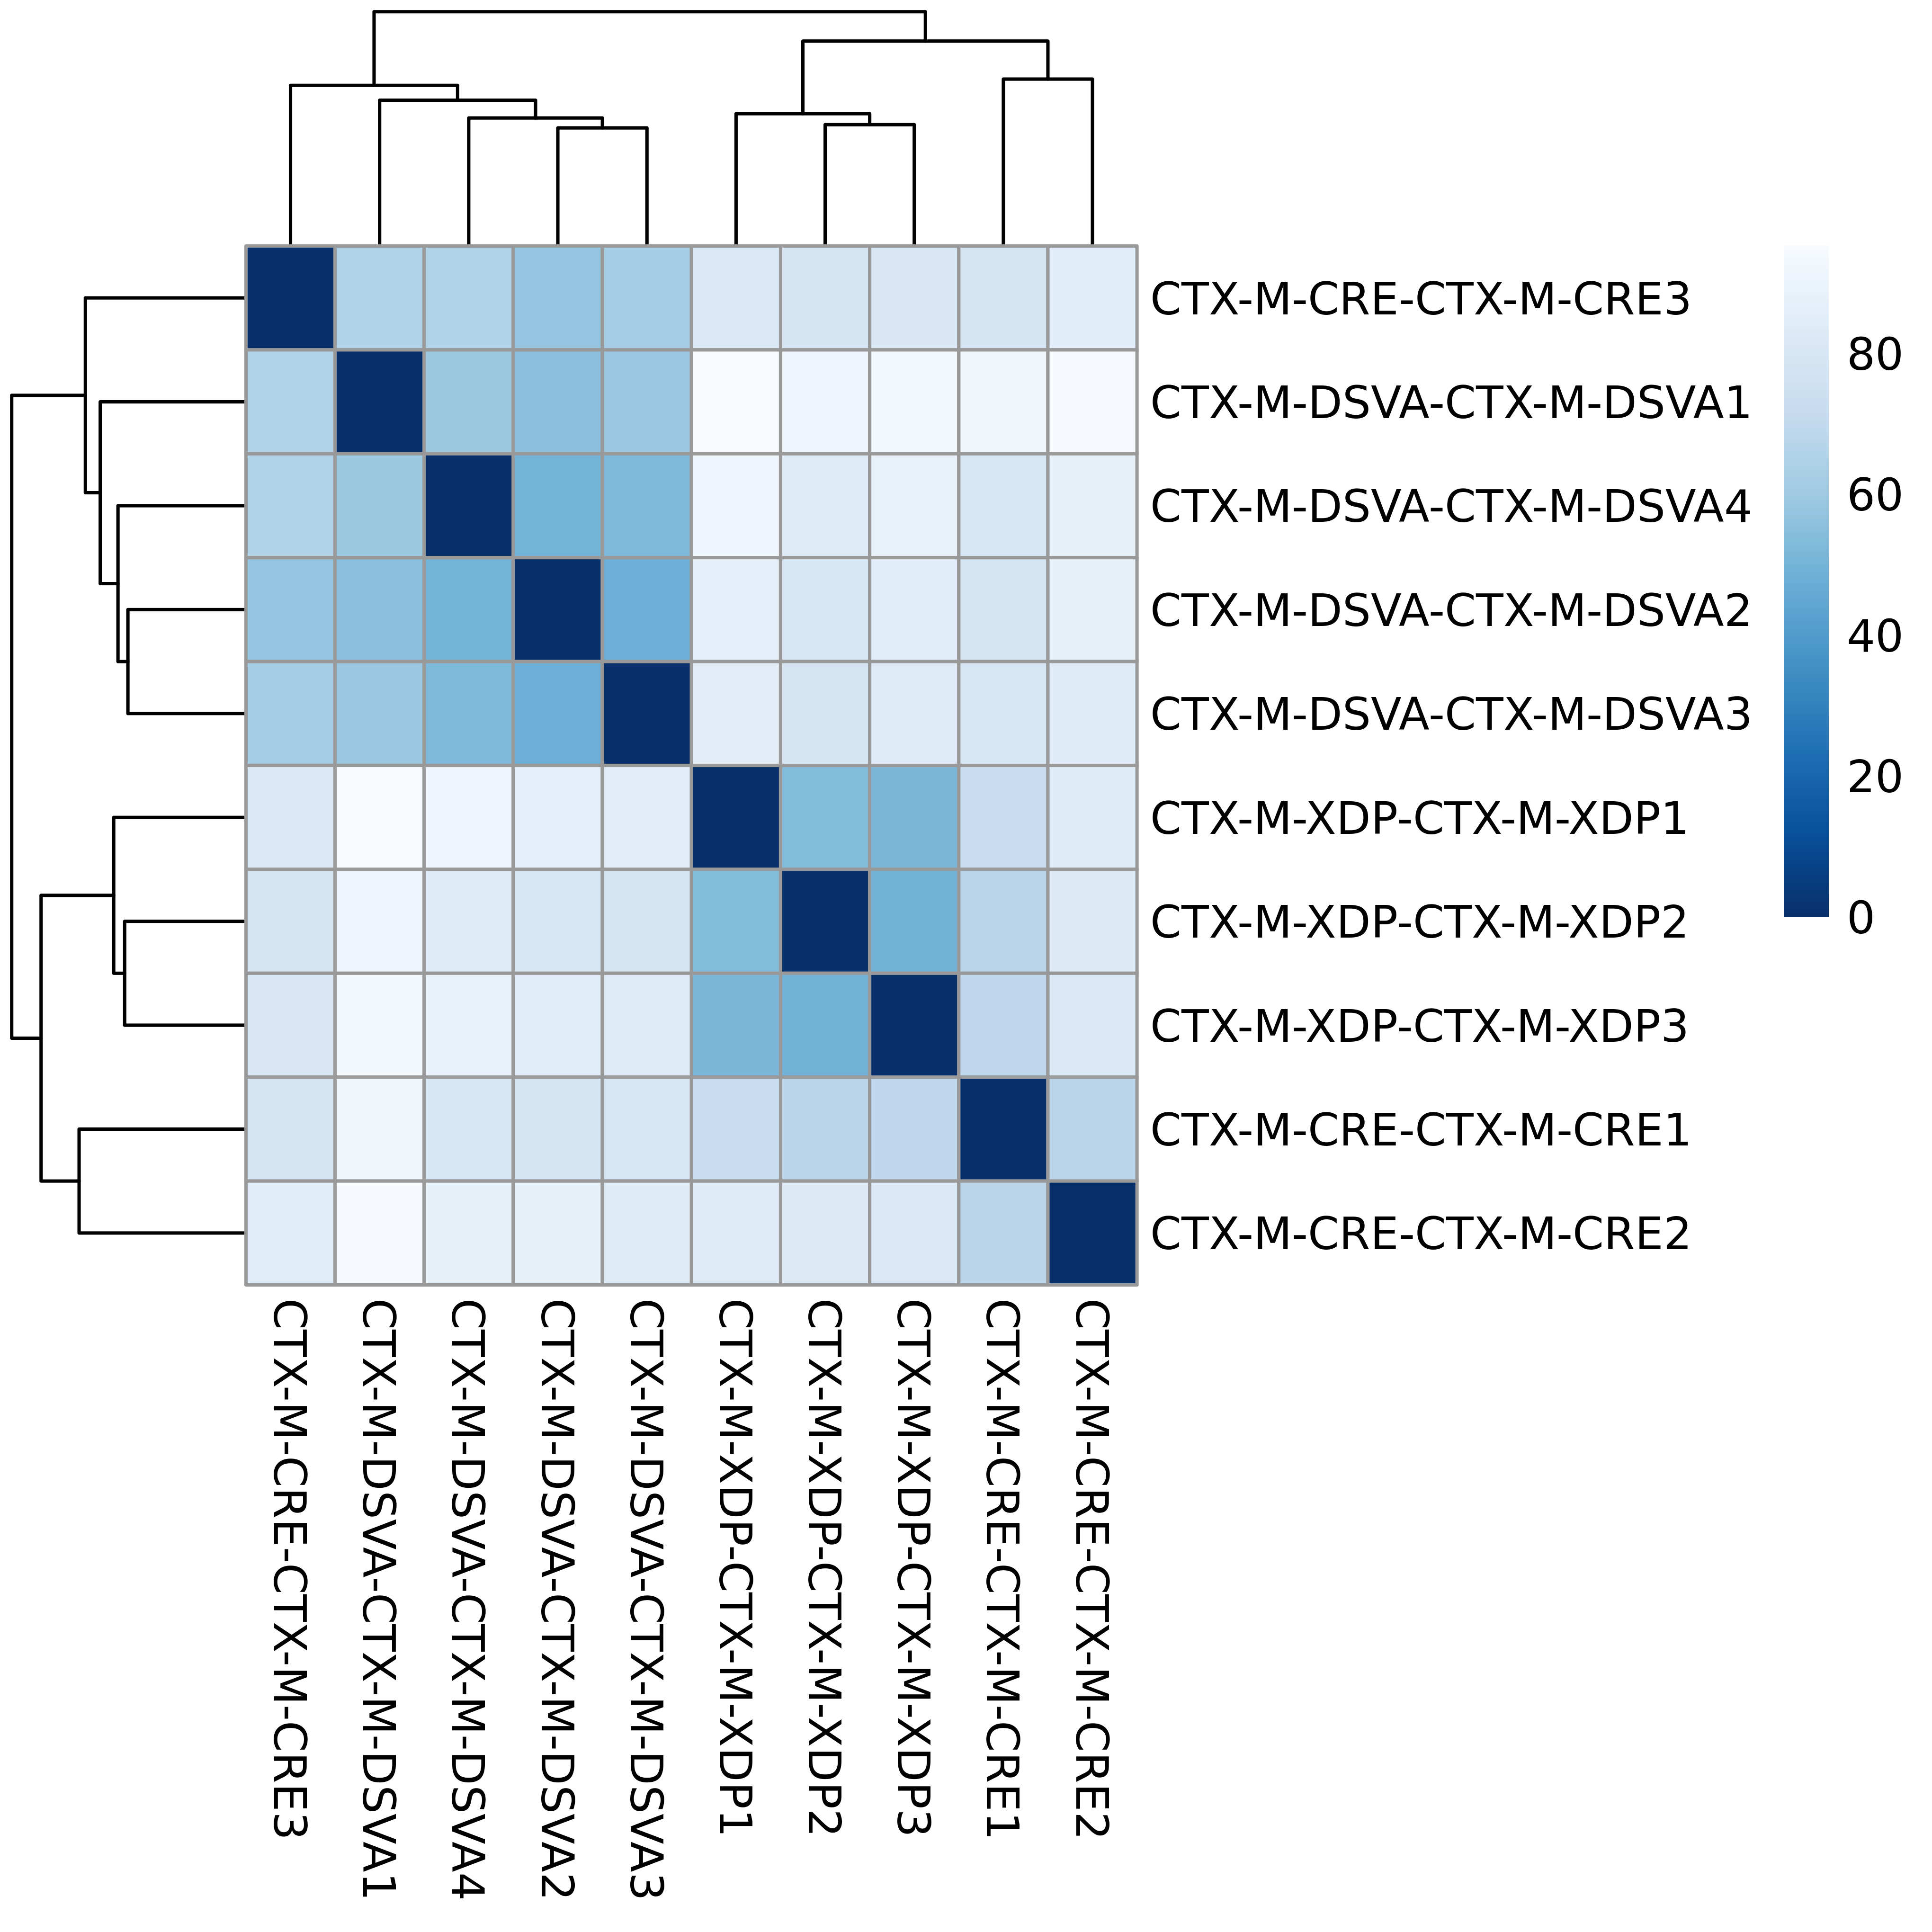 CTX-M-CRE-CTX-M-CRE3
CTX-M-DSVA-CTX-M-DSVA1
CTX-M-DSVA-CTX-M-DSVA4
CTX-M-DSVA-CTX-M-DSVA2
CTX-M-DSVA-CTX-M-DSVA3
CTX-M-XDP-CTX-M-XDP1
CTX-M-XDP-CTX-M-XDP2
CTX-M-XDP-CTX-M-XDP3
CTX-M-CRE-CTX-M-CRE1
CTX-M-CRE-CTX-M-CRE2
80
60
40
20
0
CTX-M-CRE-CTX-M-CRE3
CTX-M-DSVA-CTX-M-DSVA1
CTX-M-DSVA-CTX-M-DSVA4
CTX-M-DSVA-CTX-M-DSVA2
CTX-M-DSVA-CTX-M-DSVA3
CTX-M-XDP-CTX-M-XDP1
CTX-M-XDP-CTX-M-XDP2
CTX-M-XDP-CTX-M-XDP3
CTX-M-CRE-CTX-M-CRE1
CTX-M-CRE-CTX-M-CRE2